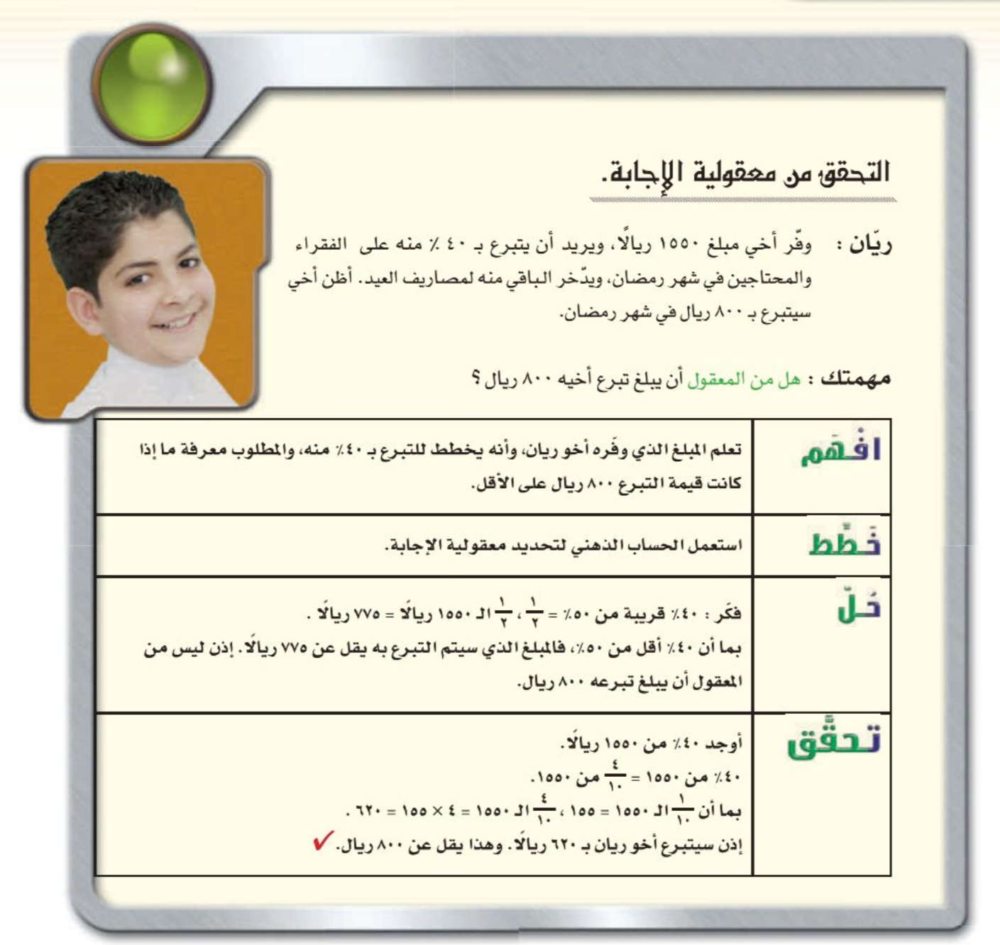 التحقق من معقولية الإجابة.
ريّان : وفّر أخي مبلغ ١٥٥٠ ريالًا، ويريد أن يتبرع بـ ٤٠ ٪ منه على الفقراء
والمحتاجين في شهر رمضان، ويدّخر الباقي منه لمصاريف العيد. أظن أخي
سيتبرع بـ ٨٠٠ ريال في شهر رمضان.
مهمتك : هل من المعقول أن يبلغ تبرع أخيه ٨٠٠ ريال ؟
افْهَم
تعلم المبلغ الذي وفّره أخو ريان، وأنه يخطط للتبرع بـ ٤٠٪ منه، والمطلوب معرفة ما إذا
كانت قيمة التبرع ٨٠٠ ريال على الأقل.
خَطِّط
استعمل الحساب الذهني لتحديد معقولية الإجابة.
حُلّ
فكّر : ٤٠٪ قريبة من ٥٠٪ = ١/٢ ، ١/٢ الـ ١٥٥٠ ريالًا = ٧٧٥ ريالًا .
بما أن ٤٠٪ أقل من ٥٠٪، فالمبلغ الذي سيتم التبرع به يقل عن ٧٧٥ ريالًا. إذن ليس من
المعقول أن يبلغ تبرعه ٨٠٠ ريال.
تحقَّق
أوجد ٤٠٪ من ١٥٥٠ ريالًا.
٤٠٪ من ١٥٥٠ = ٤/١٠ من ١٥٥٠.
بما أن ١/١٠ الـ ١٥٥٠ = ١٥٥ ، ٤/١٠ الـ ١٥٥٠ = ٤ × ١٥٥ = ٦٢٠ .
إذن سيتبرع أخو ريان بـ ٦٢٠ ريالًا. وهذا يقل عن ٨٠٠ ريال. ✓